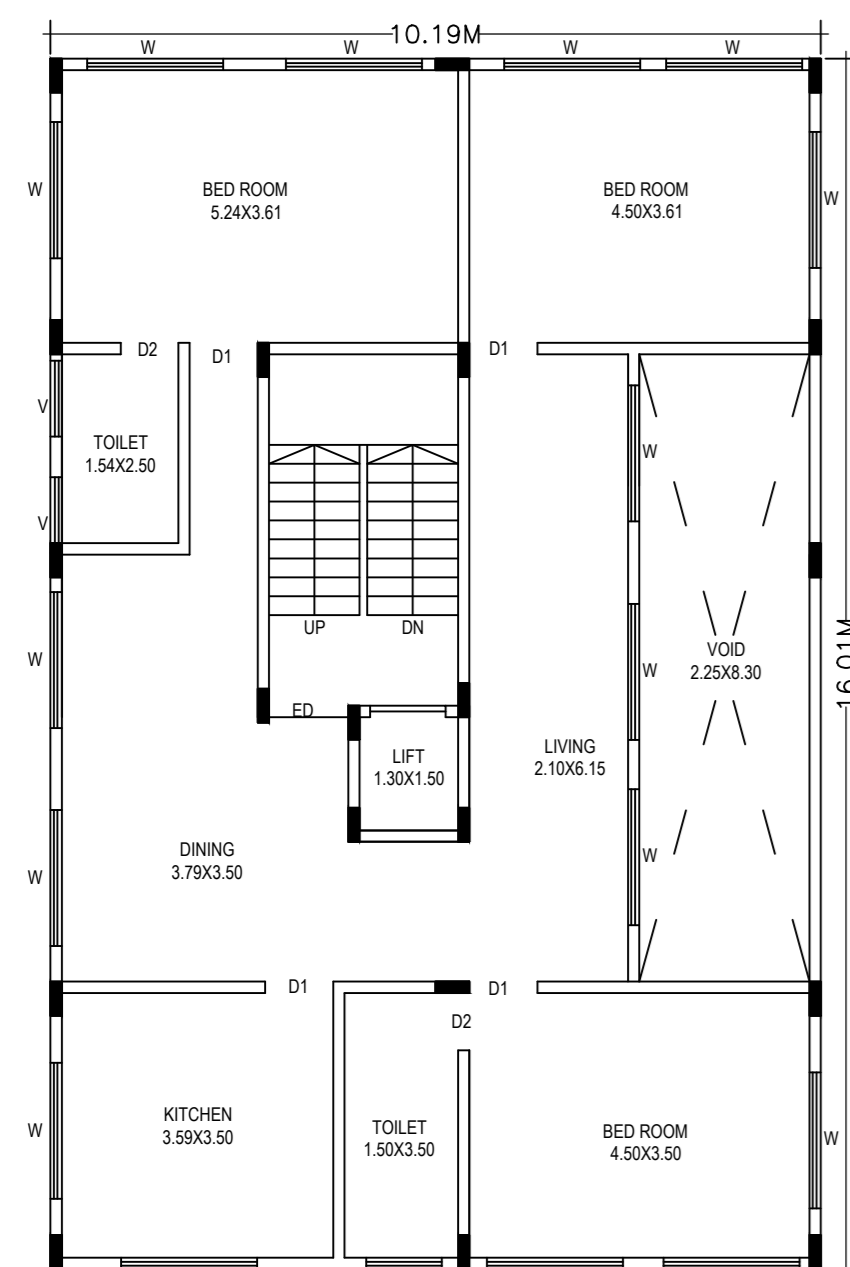 10.19M
W W W W
BED ROOM
5.24X3.61
BED ROOM
4.50X3.61
W
W
D2
D1
D1
V
TOILET
1.54X2.50
V
W
UP
DN
W
W
VOID
2.25X8.30
16.01M
ED
LIFT
1.30X1.50
LIVING
2.10X6.15
W
DINING
3.79X3.50
W
W
D1
D1
D2
KITCHEN
3.59X3.50
W
TOILET
1.50X3.50
BED ROOM
4.50X3.50
W